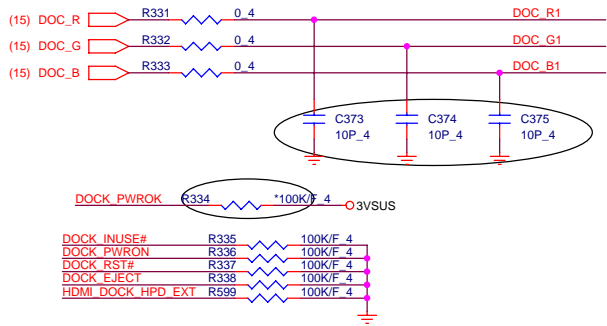 (15) DOC_R R331 0_4 DOC_R1
(15) DOC_G R332 0_4 DOC_G1
(15) DOC_B R333 0_4 DOC_B1
C373 C374 C375
10P_4 10P_4 10P_4
DOCK_PWROK R334 *100K/F_4 3VSUS
DOCK_INUSE# R335 100K/F_4
DOCK_PWRON R336 100K/F_4
DOCK_RST# R337 100K/F_4
DOCK_EJECT R338 100K/F_4
HDMI_DOCK_HPD_EXT R599 100K/F_4